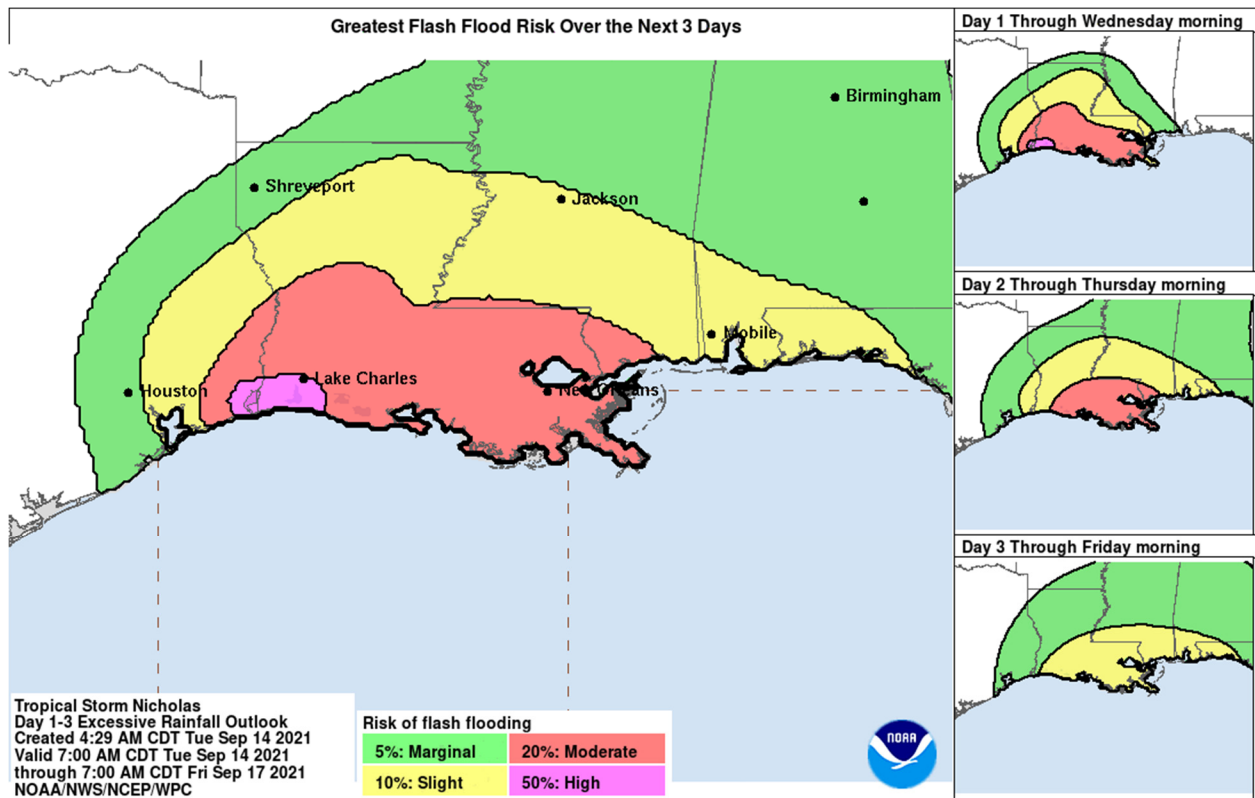 Greatest Flash Flood Risk Over the Next 3 Days
Birmingham
Shreveport
Jackson
Mobile
Lake Charles
Houston
New Orleans
Tropical Storm Nicholas
Day 1-3 Excessive Rainfall Outlook
Created 4:29 AM CDT Tue Sep 14 2021
Valid 7:00 AM CDT Tue Sep 14 2021
through 7:00 AM CDT Fri Sep 17 2021
NOAA/NWS/NCEP/WPC
Risk of flash flooding
5%: Marginal
20%: Moderate
10%: Slight
50%: High
NOAA
Day 1 Through Wednesday morning
Day 2 Through Thursday morning
Day 3 Through Friday morning